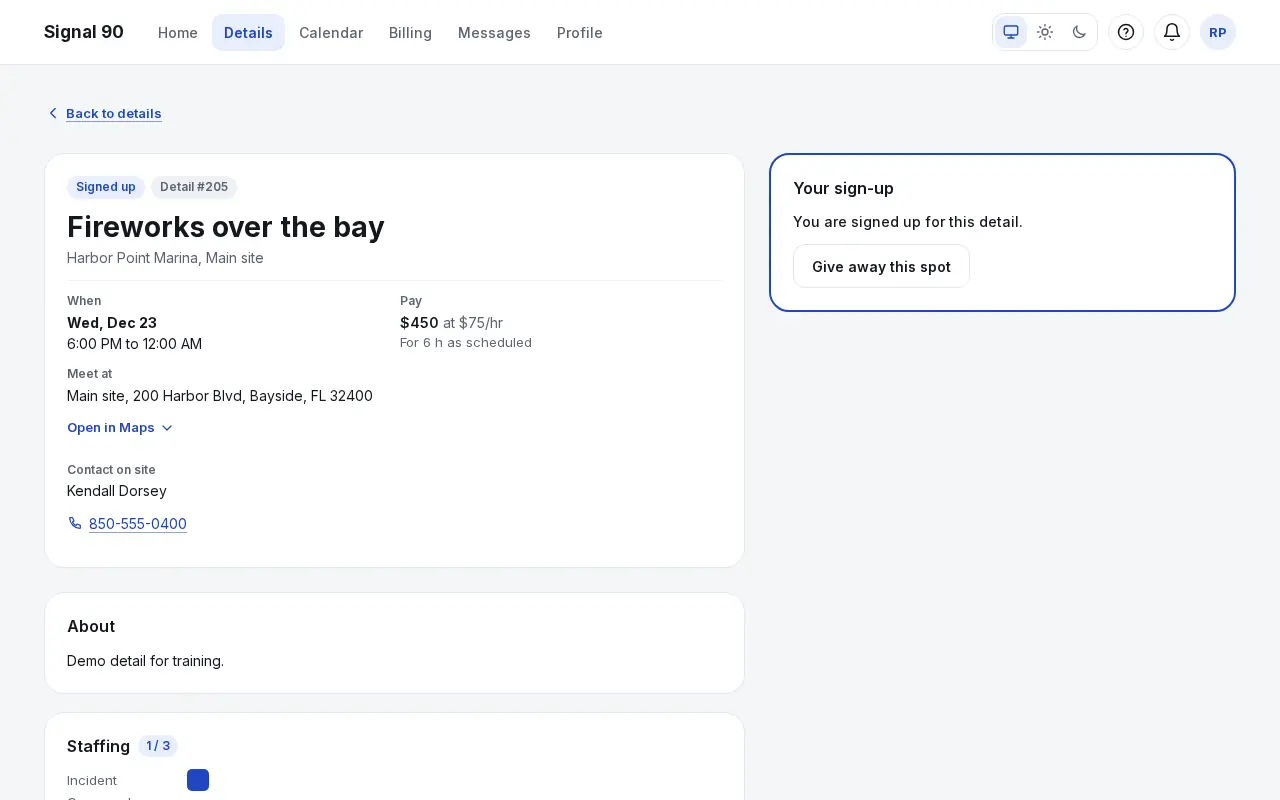 Signal 90 Home Details Calendar Billing Messages Profile RP
Back to details
Signed up Detail #205
Fireworks over the bay
Harbor Point Marina, Main site
When
Wed, Dec 23
6:00 PM to 12:00 AM
Pay
$450 at $75/hr
For 6 h as scheduled
Meet at
Main site, 200 Harbor Blvd, Bayside, FL 32400
Open in Maps
Contact on site
Kendall Dorsey
850-555-0400
About
Demo detail for training.
Staffing 1 / 3
Incident
Your sign-up
You are signed up for this detail.
Give away this spot